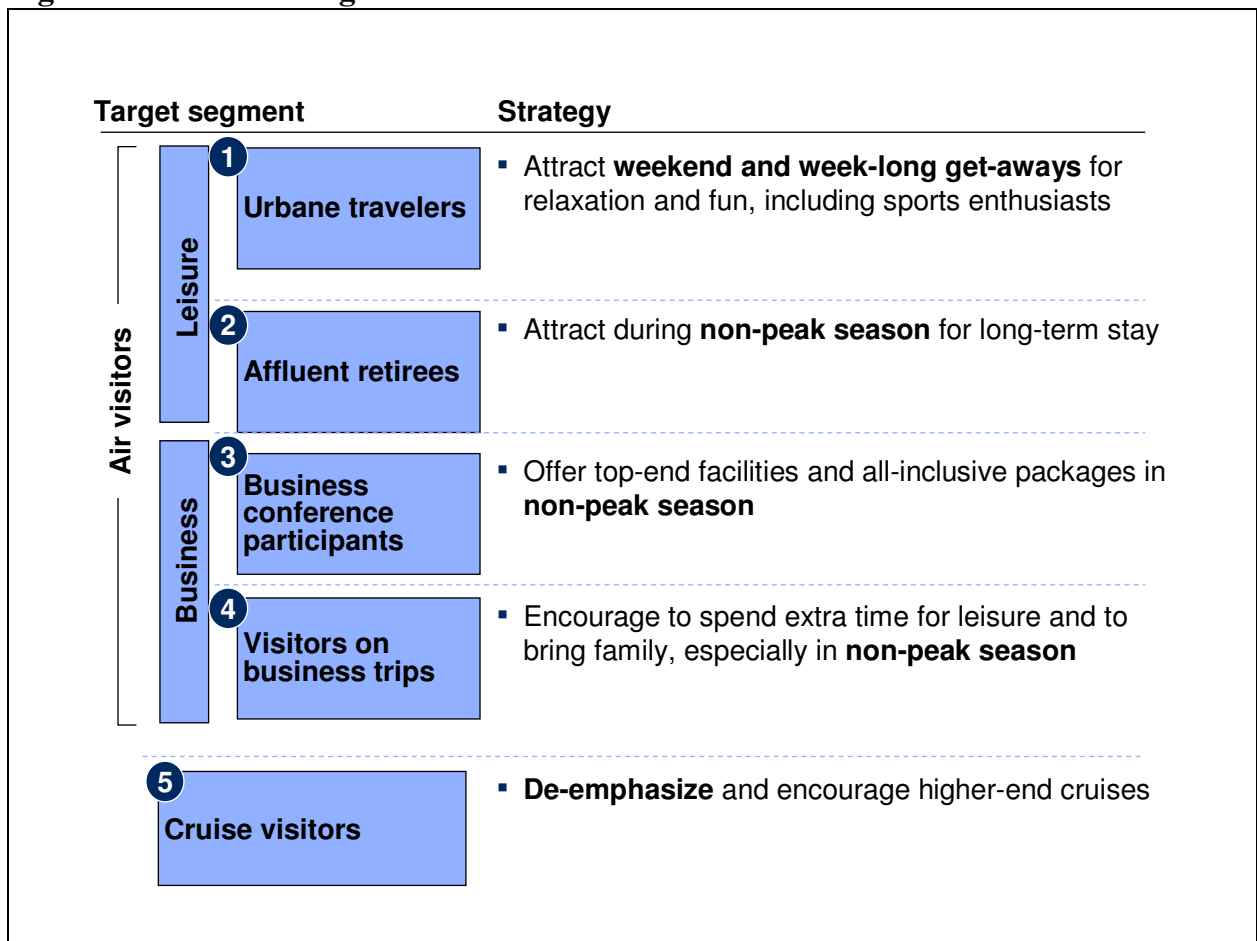 Target segment
Strategy
Air visitors
Leisure
1
Urbane travelers
▪ Attract weekend and week-long get-aways for
relaxation and fun, including sports enthusiasts
2
Affluent retirees
▪ Attract during non-peak season for long-term stay
Business
3
Business
conference
participants
▪ Offer top-end facilities and all-inclusive packages in
non-peak season
4
Visitors on
business trips
▪ Encourage to spend extra time for leisure and to
bring family, especially in non-peak season
5
Cruise visitors
▪ De-emphasize and encourage higher-end cruises